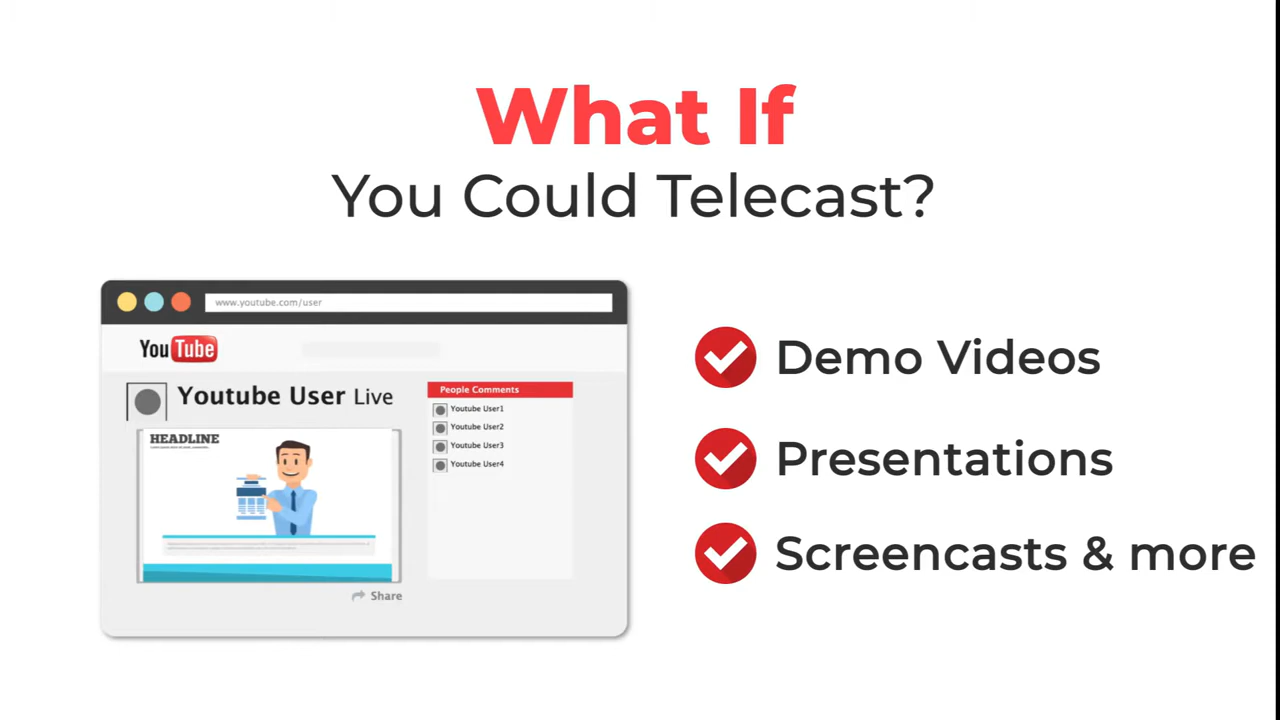 What If
You Could Telecast?
www.youtube.com/user
YouTube
Youtube User Live
HEADLINE
People Comments
Youtube User1
Youtube User2
Youtube User3
Youtube User4
Share
Demo Videos
Presentations
Screencasts & more